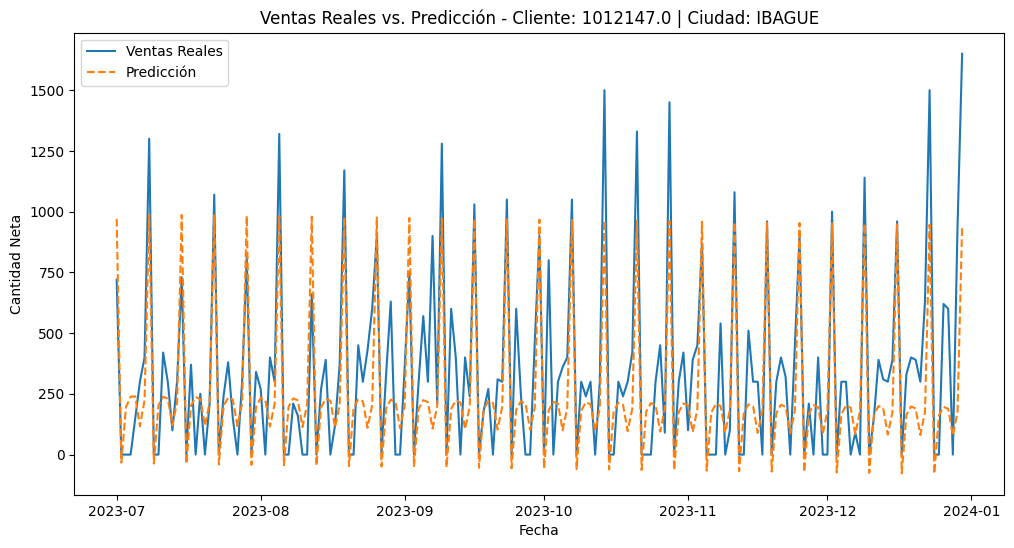 Ventas Reales vs. Predicción - Cliente: 1012147.0 | Ciudad: IBAGUE
Ventas Reales
Predicción
Cantidad Neta
1500
1250
1000
750
500
250
0
2023-07
2023-08
2023-09
2023-10
2023-11
2023-12
2024-01
Fecha